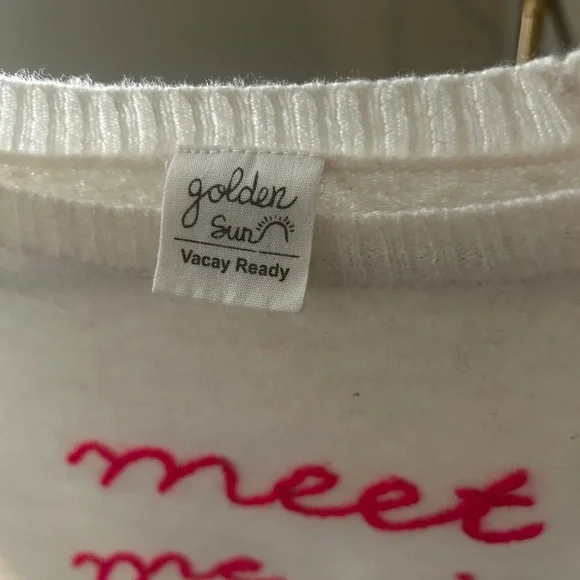 golden
Sun
Vacay Ready
meet